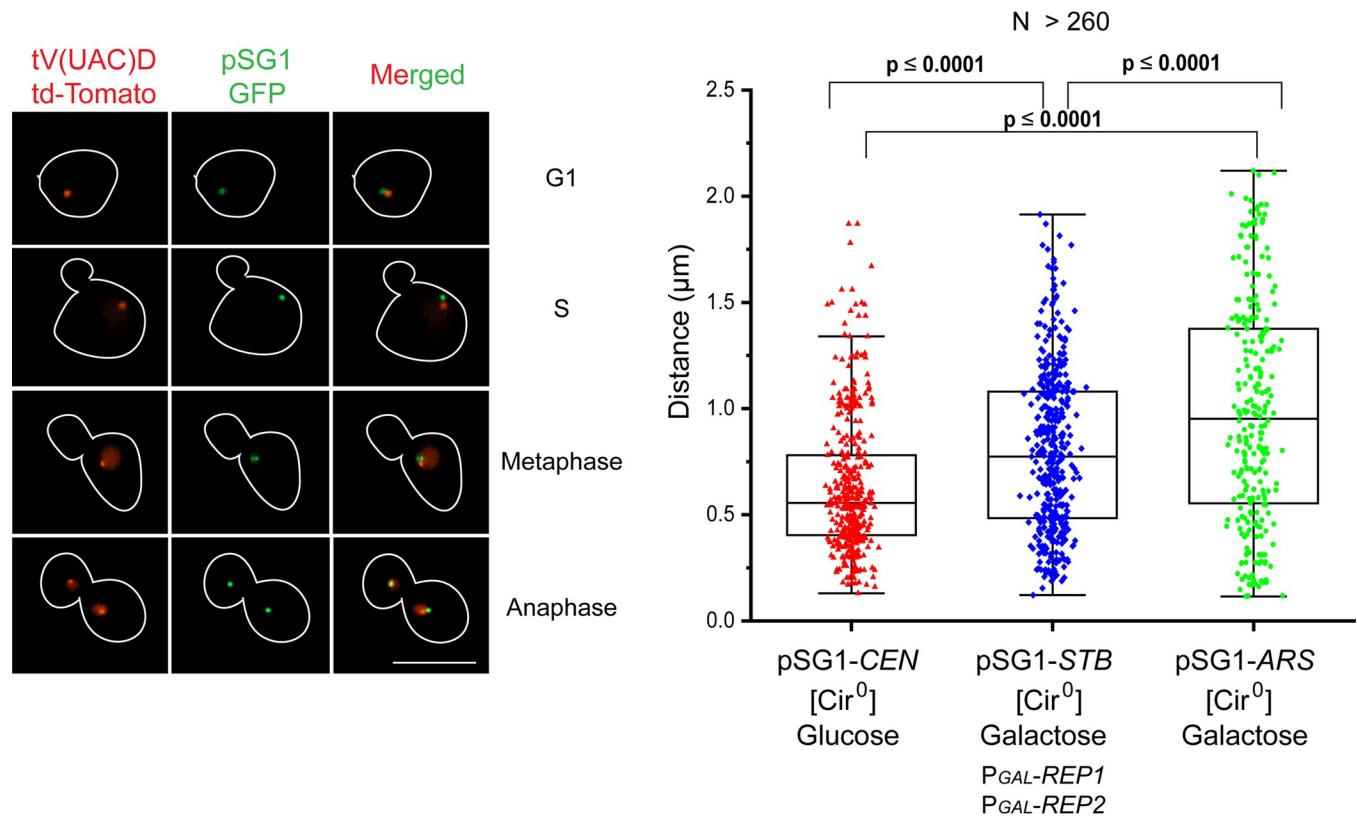 tV(UAC)D
td-Tomato
pSG1
GFP
Merged
G1
S
Metaphase
Anaphase
N > 260
p ≤ 0.0001
p ≤ 0.0001
p ≤ 0.0001
Distance (μm)
2.5
2.0
1.5
1.0
0.5
0.0
pSG1-CEN
[Cir⁰]
Glucose
pSG1-STB
[Cir⁰]
Galactose
PGAL-REP1
PGAL-REP2
pSG1-ARS
[Cir⁰]
Galactose